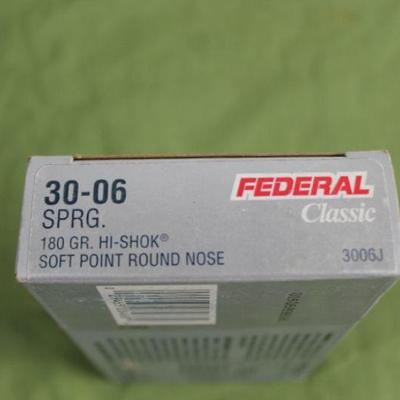 30-06
SPRG.
180 GR. HI-SHOK®
SOFT POINT ROUND NOSE
FEDERAL
Classic
3006J